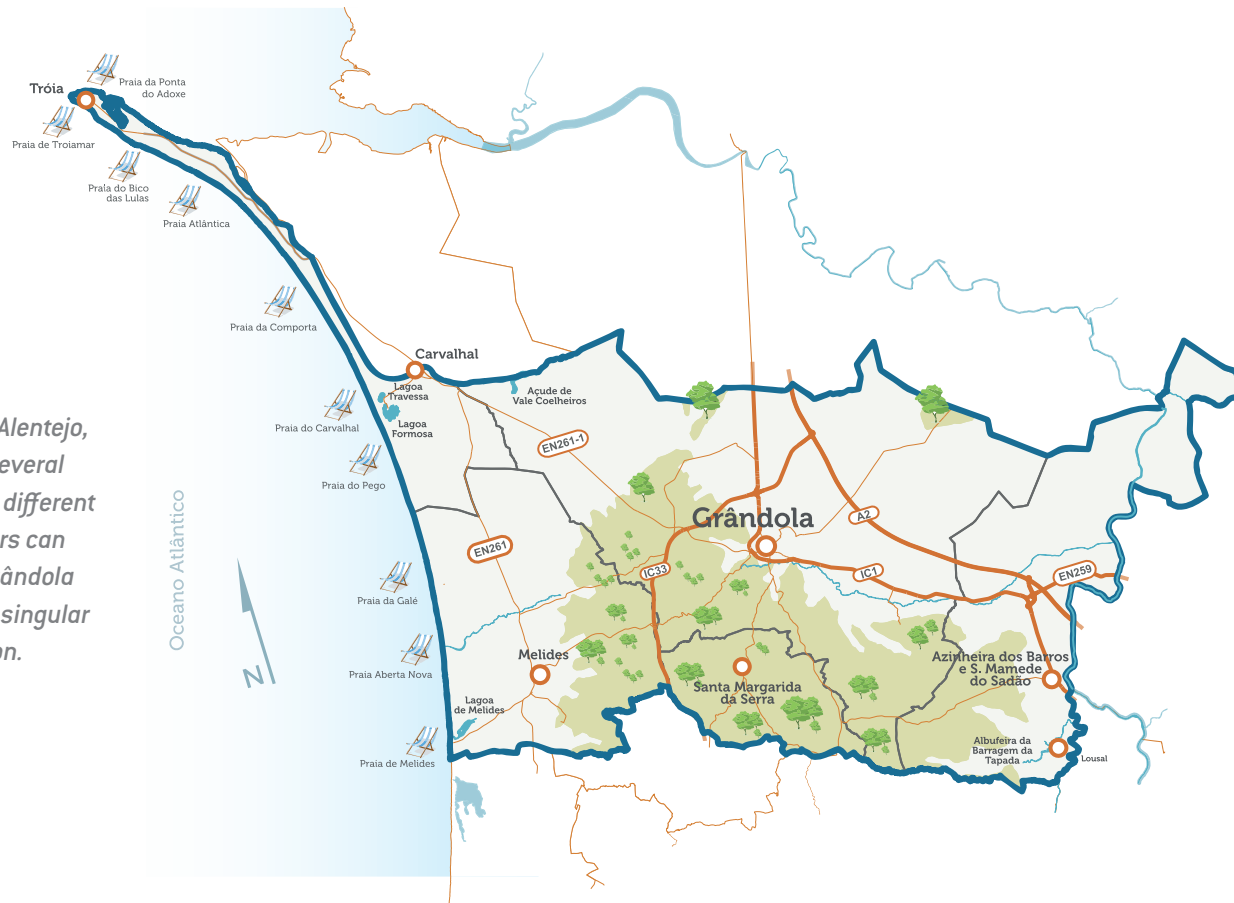 Tróia
Praia da Ponta
do Adoxe
Praia de Troiamar
Praia do Bico
das Lulas
Praia Atlântica
Praia da Comporta
Carvalhal
Lagoa
Travessa
Lagoa
Formosa
Açude de
Vale Coelheiros
Praia do Carvalhal
Praia do Pego
EN261-1
Alentejo,
everal
different
rs can
ândola
singular
on.
Oceano Atlântico
N
Grândola
A2
EN261
IC33
IC1
EN259
Praia da Galé
Praia Aberta Nova
Melides
Lagoa
de Melides
Praia de Melides
Santa Margarida
da Serra
Azinheira dos Barros
e S. Mamede
do Sadão
Albufeira da
Barragem da
Tapada
Lousal